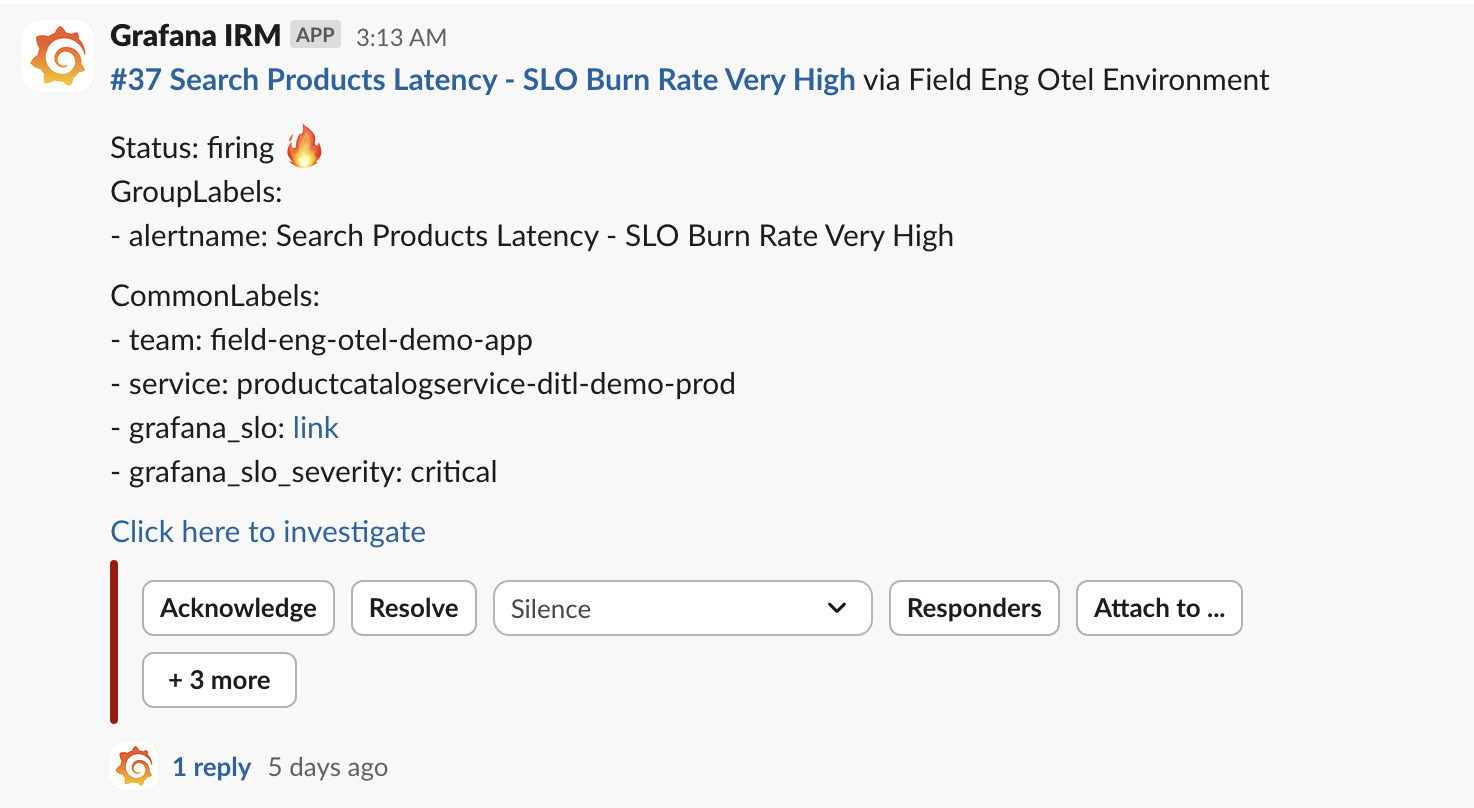 Grafana IRM APP 3:13 AM
#37 Search Products Latency - SLO Burn Rate Very High via Field Eng Otel Environment
Status: firing 🔥
GroupLabels:
- alertname: Search Products Latency - SLO Burn Rate Very High
CommonLabels:
- team: field-eng-otel-demo-app
- service: productcatalogservice-ditl-demo-prod
- grafana_slo: link
- grafana_slo_severity: critical
Click here to investigate
Acknowledge Resolve Silence Responders Attach to ...
+ 3 more
1 reply 5 days ago